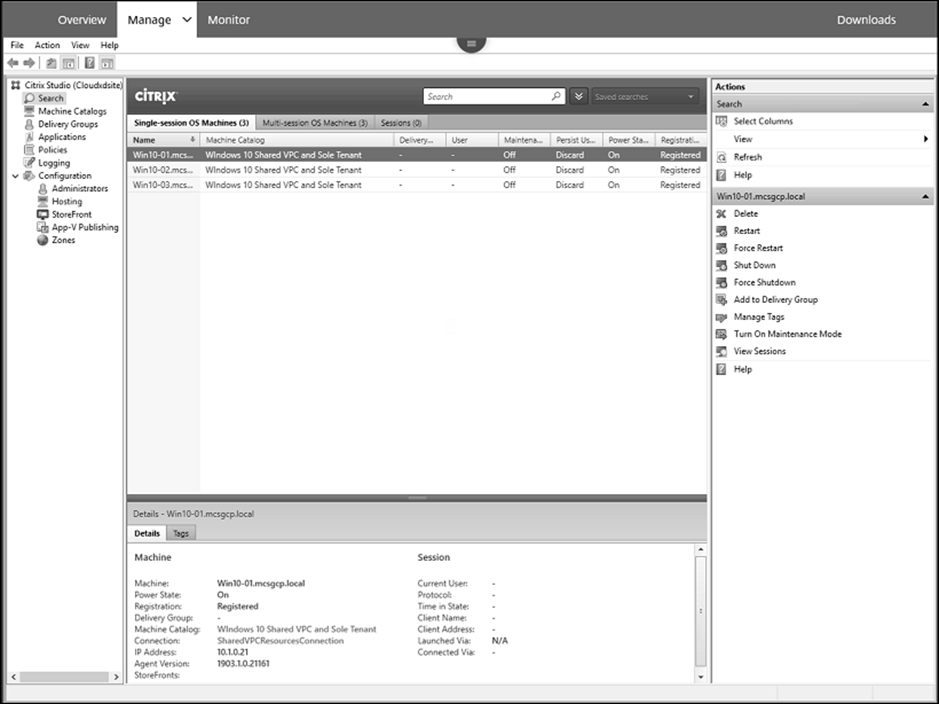 Overview Manage Monitor Downloads
File Action View Help
Citrix Studio (Cloudxdsite)
Search
Machine Catalogs
Delivery Groups
Applications
Policies
Logging
Configuration
Administrators
Hosting
StoreFront
App-V Publishing
Zones
CITRIX Search Saved searches
Single-session OS Machines (3) Multi-session OS Machines (3) Sessions (0)
Name Machine Catalog Delivery... User Maintena... Persist Us... Power Sta... Registrati...
Win10-01.mcs... WIndows 10 Shared VPC and Sole Tenant - - Off Discard On Registered
Win10-02.mcs... WIndows 10 Shared VPC and Sole Tenant - - Off Discard On Registered
Win10-03.mcs... WIndows 10 Shared VPC and Sole Tenant - - Off Discard On Registered
Details - Win10-01.mcsgcp.local
Details Tags
Machine
Machine: Win10-01.mcsgcp.local
Power State: On
Registration: Registered
Delivery Group: -
Machine Catalog: WIndows 10 Shared VPC and Sole Tenant
Connection: SharedVPCResourcesConnection
IP Address: 10.1.0.21
Agent Version: 1903.1.0.21161
StoreFronts:
Session
Current User: -
Protocol: -
Time in State: -
Client Name: -
Client Address: -
Launched Via: N/A
Connected Via: -
Actions
Search
Select Columns
View
Refresh
Help
Win10-01.mcsgcp.local
Delete
Restart
Force Restart
Shut Down
Force Shutdown
Add to Delivery Group
Manage Tags
Turn On Maintenance Mode
View Sessions
Help